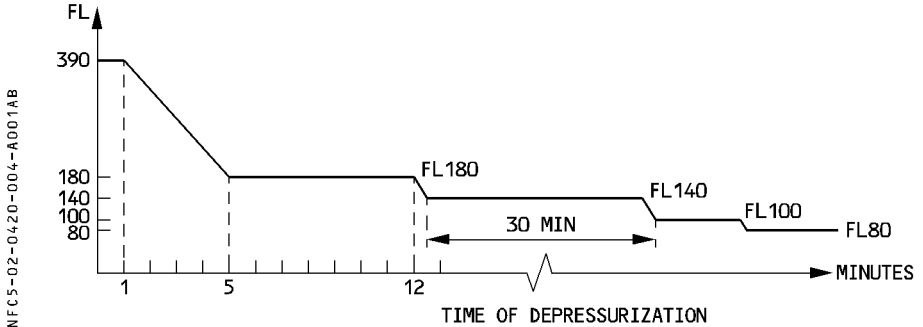 FL
390
180
140
100
80
FL180
FL140
FL100
FL80
30 MIN
1
5
12
MINUTES
TIME OF DEPRESSURIZATION
NFC5-02-0420-004-A001AB